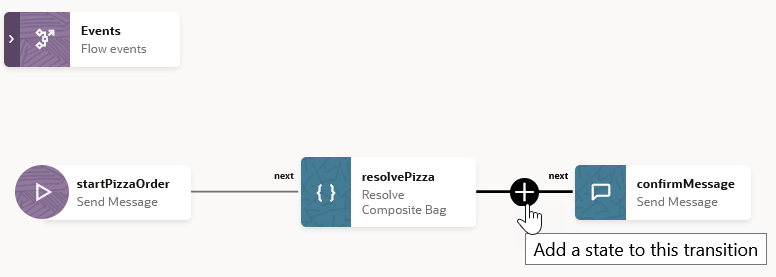 Events
Flow events
next
next
startPizzaOrder
Send Message
resolvePizza
Resolve
Composite Bag
confirmMessage
Send Message
Add a state to this transition